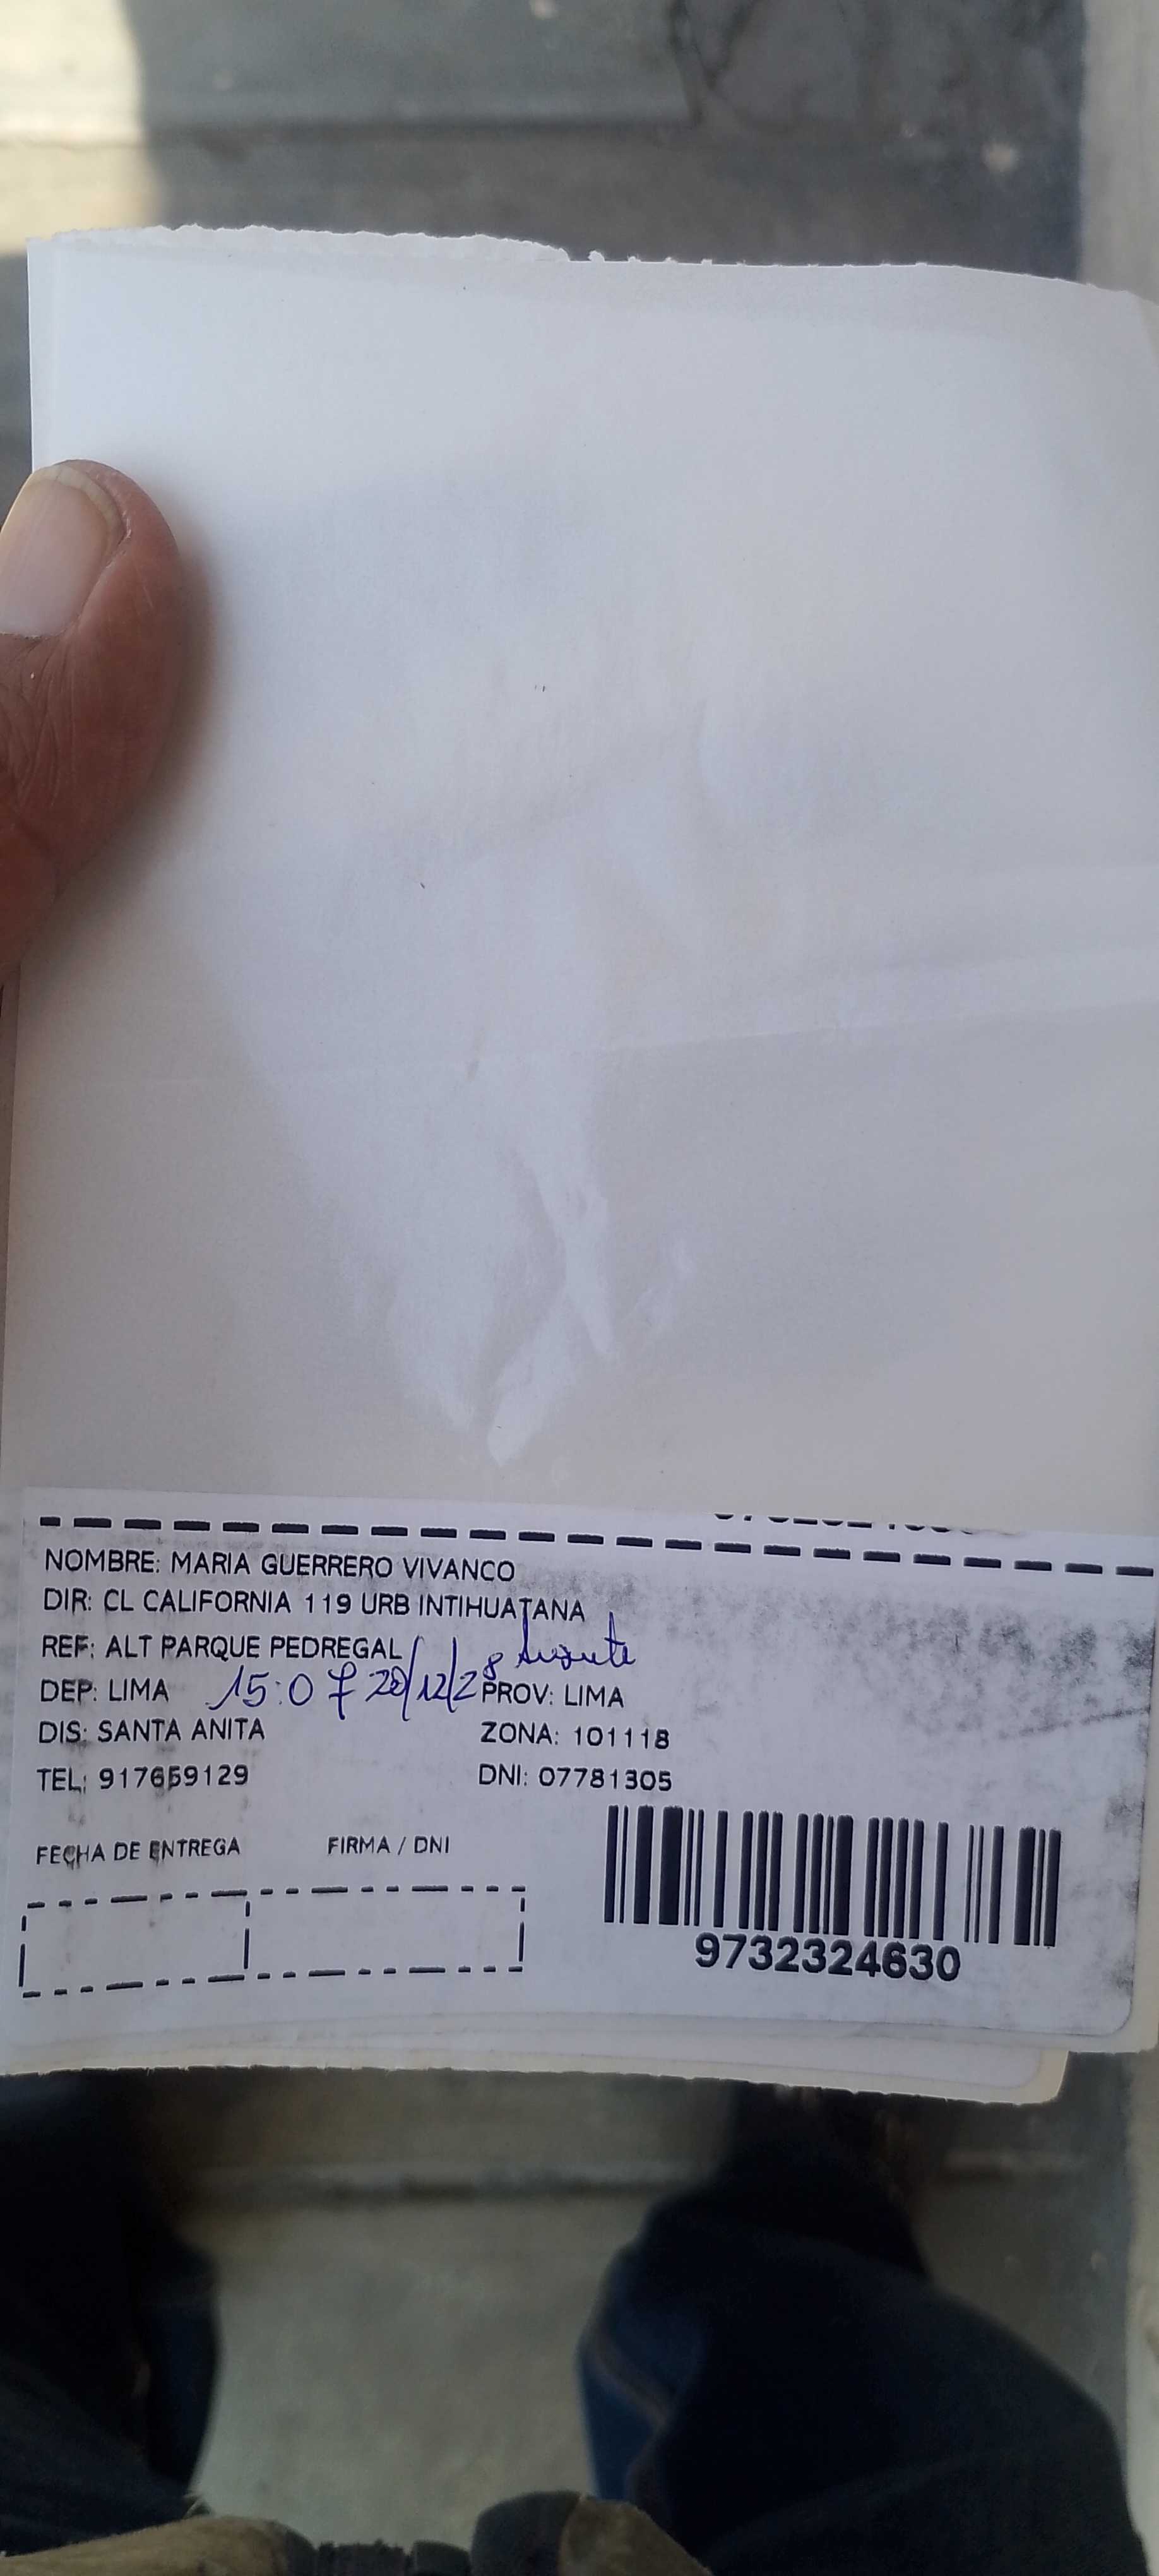 NOMBRE: MARIA GUERRERO VIVANCO
DIR: CL CALIFORNIA 119 URB INTIHUATANA
REF: ALT PARQUE PEDREGAL
DEP: LIMA 15:07 PROV: LIMA
DIS: SANTA ANITA ZONA: 101118
TEL: 917659129 DNI: 07781305
FECHA DE ENTREGA FIRMA / DNI
9732324630